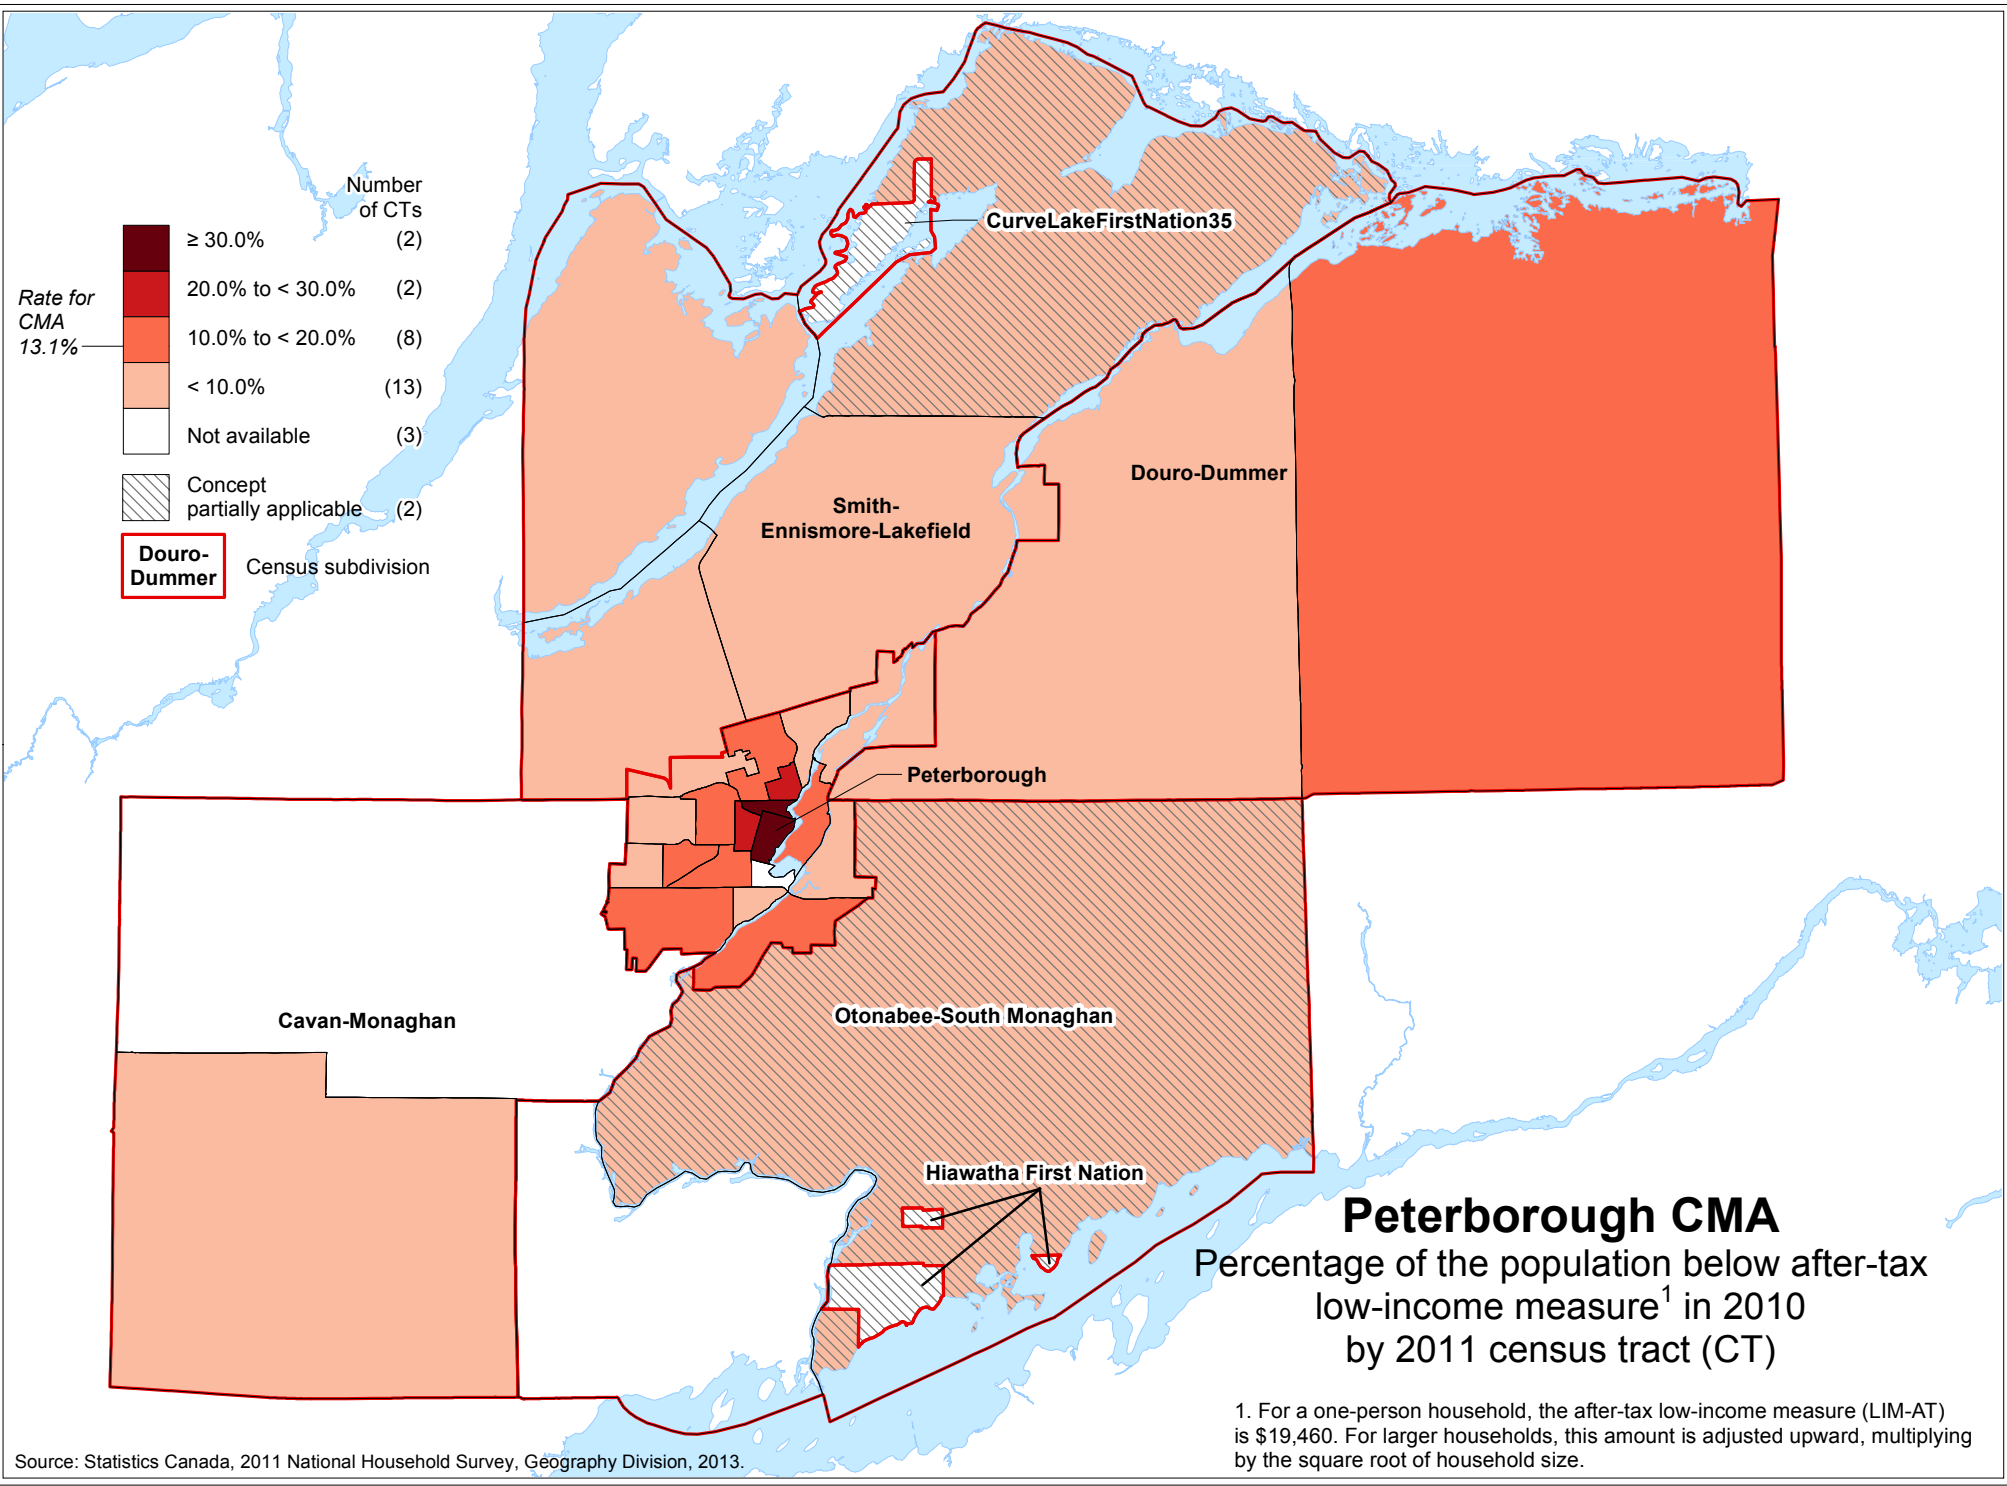 Number
of CTs
≥ 30.0% (2)
20.0% to < 30.0% (2)
Rate for
CMA
13.1%
10.0% to < 20.0% (8)
< 10.0% (13)
Not available (3)
Concept
partially applicable (2)
Douro-
Dummer
Census subdivision
CurveLakeFirstNation35
Douro-Dummer
Smith-
Ennismore-Lakefield
Peterborough
Cavan-Monaghan
Otonabee-South Monaghan
Hiawatha First Nation
Peterborough CMA
Percentage of the population below after-tax
low-income measure1 in 2010
by 2011 census tract (CT)
1. For a one-person household, the after-tax low-income measure (LIM-AT)
is $19,460. For larger households, this amount is adjusted upward, multiplying
by the square root of household size.
Source: Statistics Canada, 2011 National Household Survey, Geography Division, 2013.